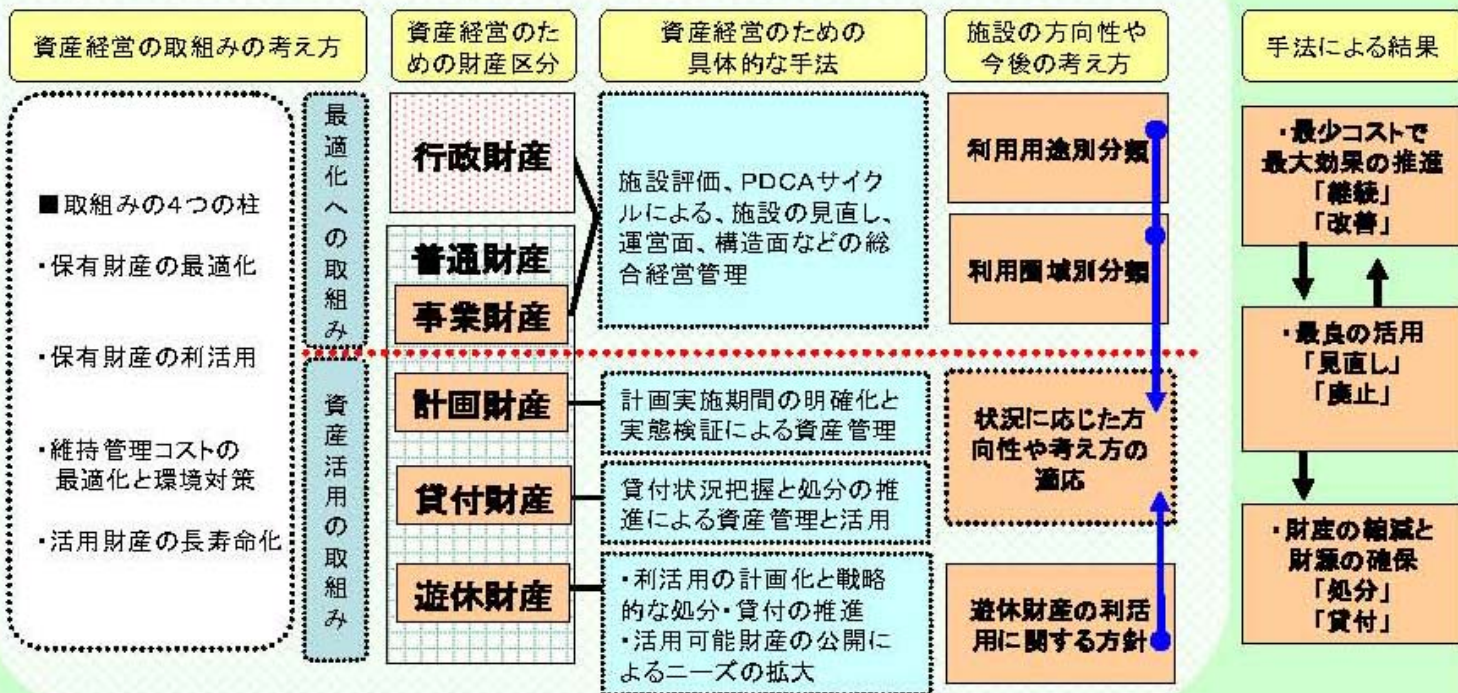 資産経営の取組みの考え方
資産経営のた
めの財産区分
資産経営のための
具体的な手法
施設の方向性や
今後の考え方
手法による結果
■取組みの4つの柱
・保有財産の最適化
・保有財産の利活用
・維持管理コストの
最適化と環境対策
・活用財産の長寿命化
最適化への取組み
資産活用の取組み
行政財産
普通財産
事業財産
計画財産
貸付財産
遊休財産
施設評価、PDCAサイク
ルによる、施設の見直し、
運営面、構造面などの総
合経営管理
計画実施期間の明確化と
実態検証による資産管理
貸付状況把握と処分の推
進による資産管理と活用
・利活用の計画化と戦略
的な処分・貸付の推進
・活用可能財産の公開に
よるニーズの拡大
利用用途別分類
利用圏域別分類
状況に応じた方
向性や考え方の
適応
遊休財産の利活
用に関する方針
・最少コストで
最大効果の推進
「継続」
「改善」
・最良の活用
「見直し」
「廃止」
・財産の縮減と
財源の確保
「処分」
「貸付」